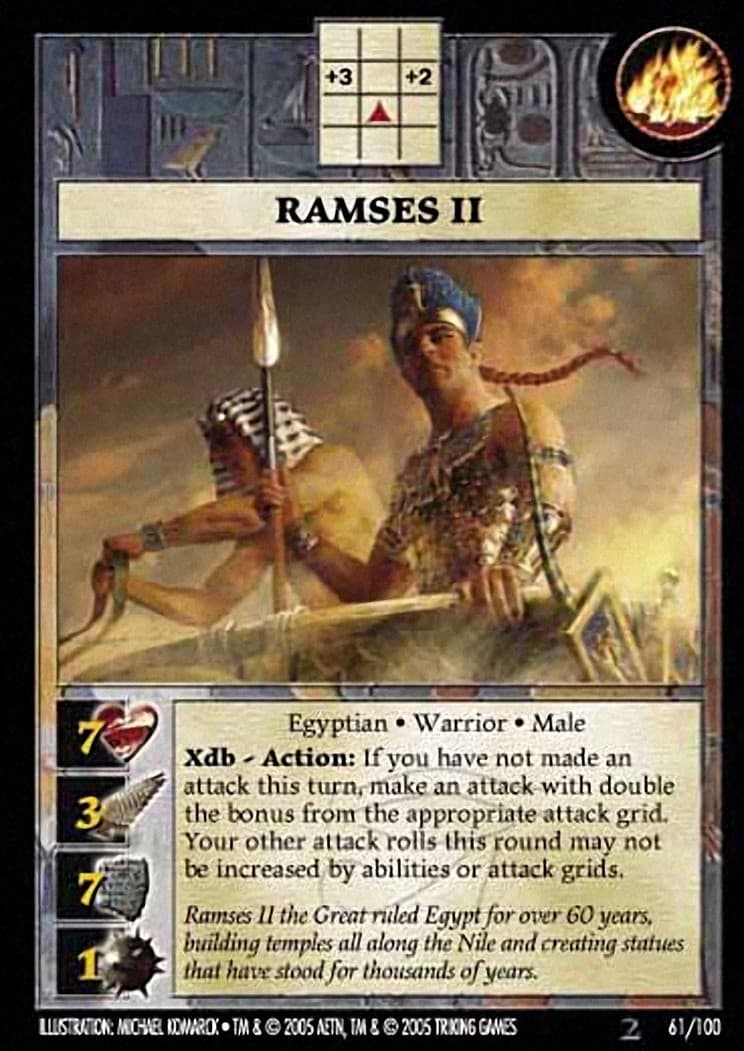 +3 +2
RAMSES II
Egyptian • Warrior • Male
7
Xdb - Action: If you have not made an
attack this turn, make an attack with double
3
the bonus from the appropriate attack grid.
Your other attack rolls this round may not
7
be increased by abilities or attack grids.
Ramses II the Great ruled Egypt for over 60 years,
building temples all along the Nile and creating statues
1
that have stood for thousands of years.
ILLUSTRATION: MICHAEL KOMARCK • TM & © 2005 AETN, TM & © 2005 TRIKING GAMES 2 61/100